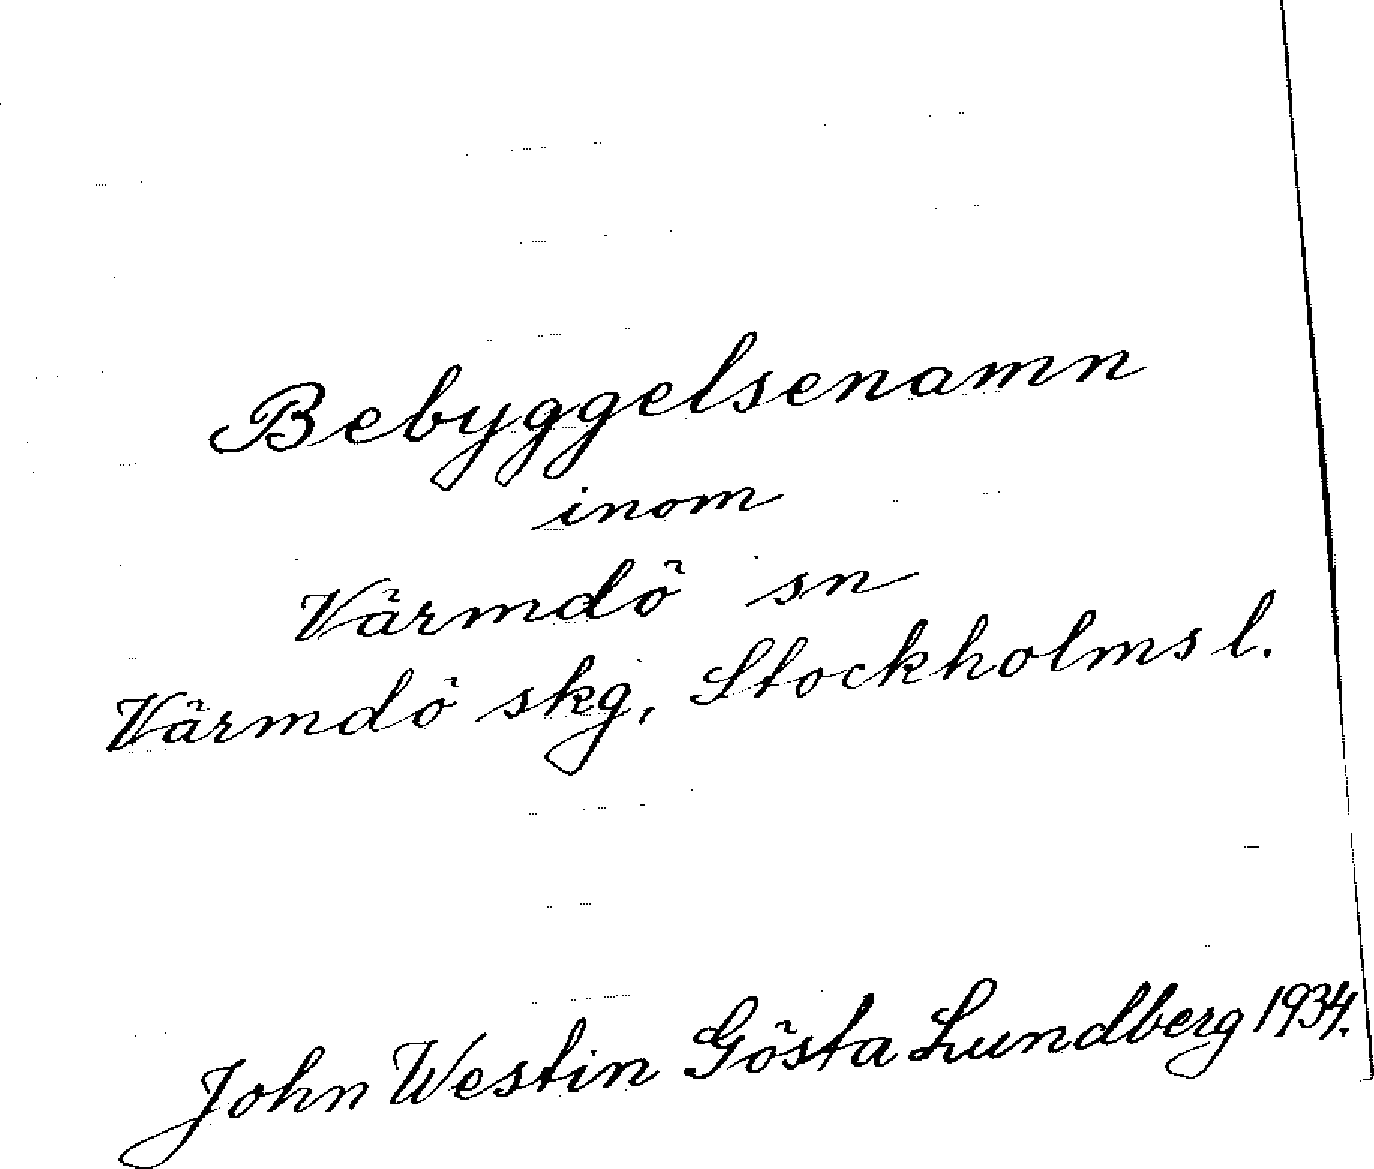 Bebyggelsenamn
inom
Värmdö sn
Värmdö skg, Stockholms l.
John Westin Gösta Lundberg 1934.